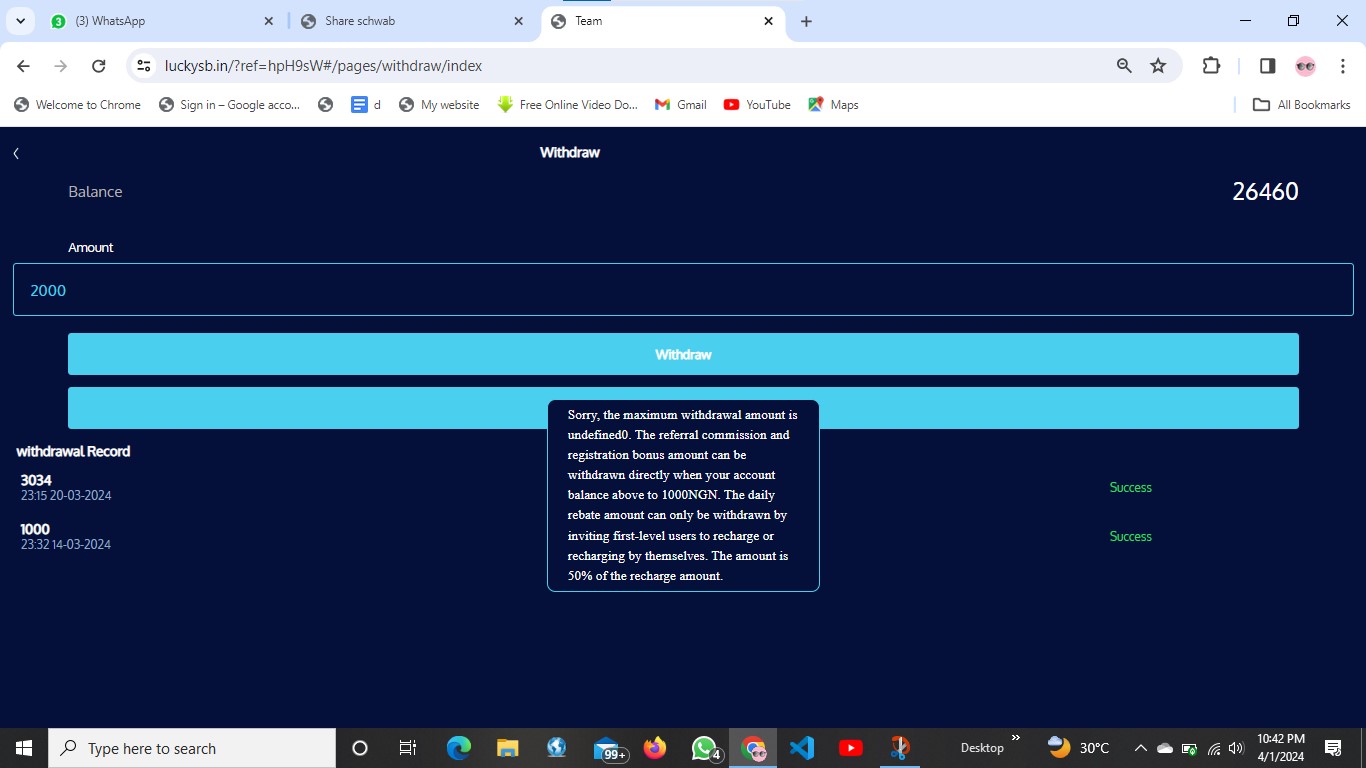 3
(3) WhatsApp
Share schwab
Team
luckysb.in/?ref=hpH9sW#/pages/withdraw/index
Welcome to Chrome
Sign in – Google acco...
d
My website
Free Online Video Do...
Gmail
YouTube
Maps
All Bookmarks
Withdraw
Balance
26460
Amount
2000
Withdraw
Sorry, the maximum withdrawal amount is
undefined0. The referral commission and
registration bonus amount can be
withdrawn directly when your account
balance above to 1000NGN. The daily
rebate amount can only be withdrawn by
inviting first-level users to recharge or
recharging by themselves. The amount is
50% of the recharge amount.
withdrawal Record
3034
23:15 20-03-2024
Success
1000
23:32 14-03-2024
Success
Type here to search
99+
4
Desktop
30°C
10:42 PM
4/1/2024